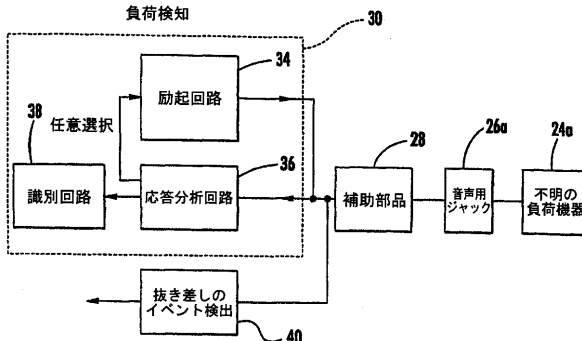 負荷検知
30
34
励起回路
38
任意選択
36
28
26a
24a
識別回路
応答分析回路
補助部品
音声用
ジャック
不明の
負荷機器
抜き差しの
イベント検出
40